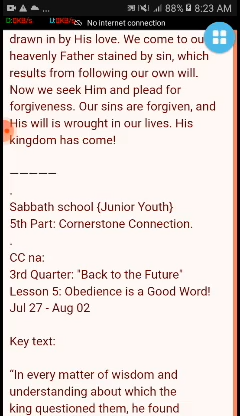 0:0KB/s U:0KB/s 88% 8:23 AM
No internet connection
drawn in by His love. We come to ou
heavenly Father stained by sin, which
results from following our own will.
Now we seek Him and plead for
forgiveness. Our sins are forgiven, and
His will is wrought in our lives. His
kingdom has come!
—————
.
Sabbath school {Junior Youth}
5th Part: Cornerstone Connection.
.
CC na:
3rd Quarter: "Back to the Future"
Lesson 5: Obedience is a Good Word!
Jul 27 - Aug 02
Key text:
“In every matter of wisdom and
understanding about which the
king questioned them, he found